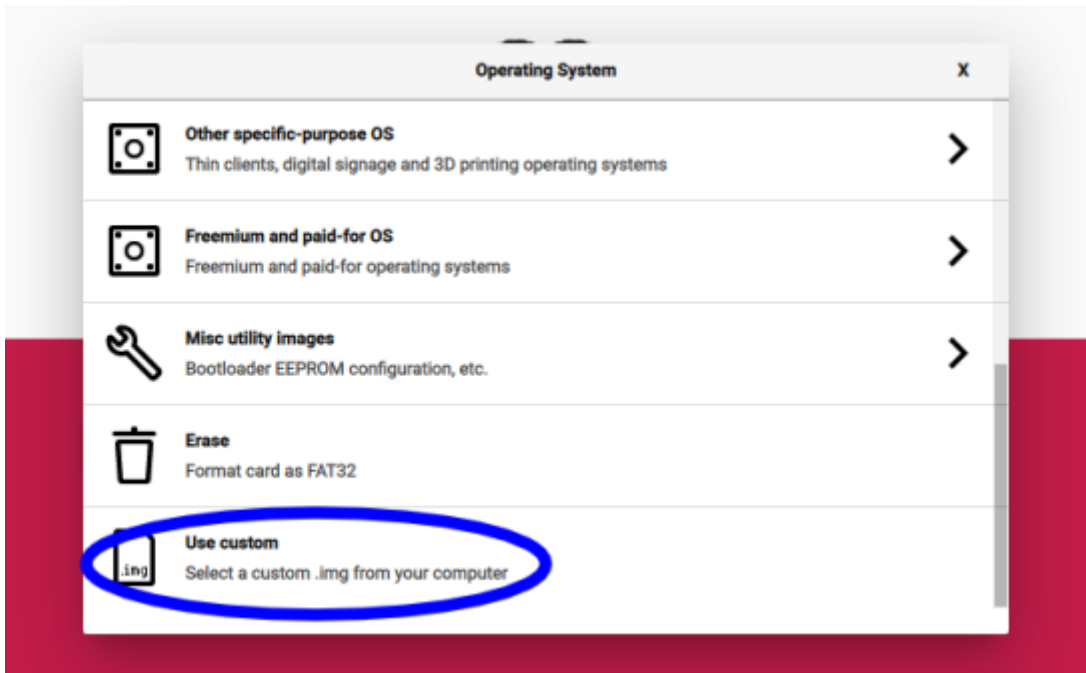 Operating System
X
Other specific-purpose OS
Thin clients, digital signage and 3D printing operating systems
Freemium and paid-for OS
Freemium and paid-for operating systems
Misc utility images
Bootloader EEPROM configuration, etc.
Erase
Format card as FAT32
.img
Use custom
Select a custom .img from your computer